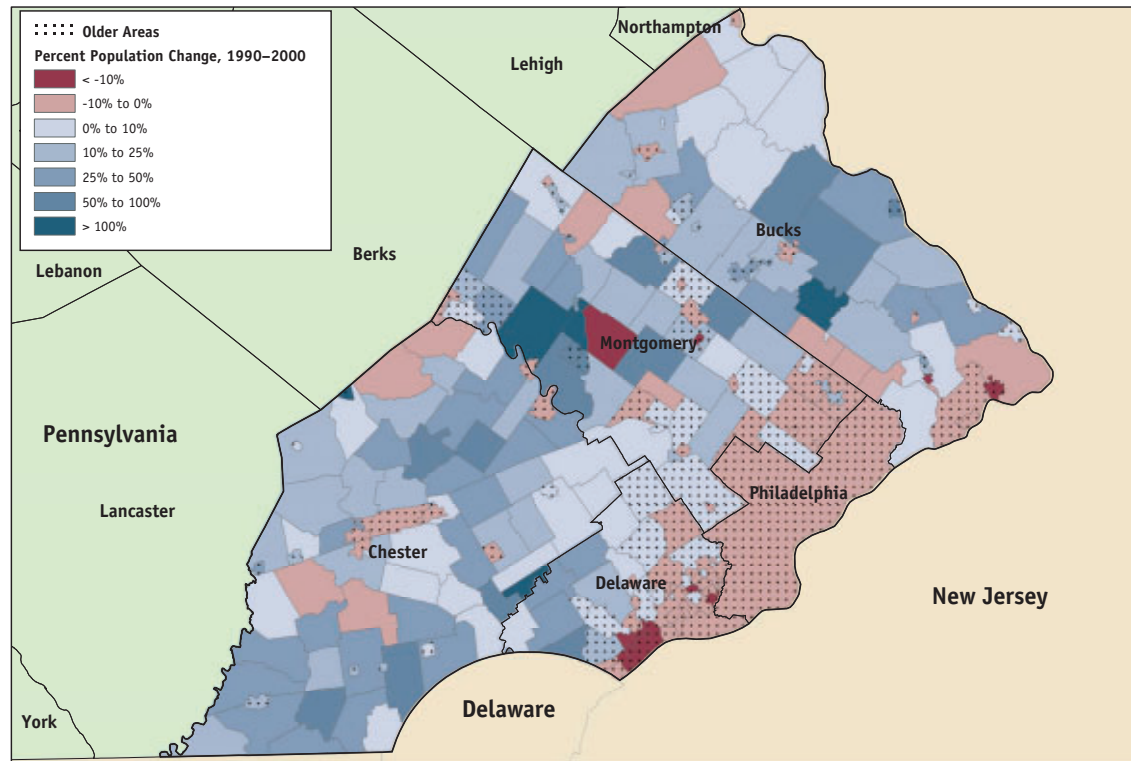 Older Areas
Percent Population Change, 1990–2000
< -10%
-10% to 0%
0% to 10%
10% to 25%
25% to 50%
50% to 100%
> 100%
Northampton
Lehigh
Berks
Lebanon
Bucks
Montgomery
Pennsylvania
Lancaster
Philadelphia
Chester
Delaware
New Jersey
Delaware
York